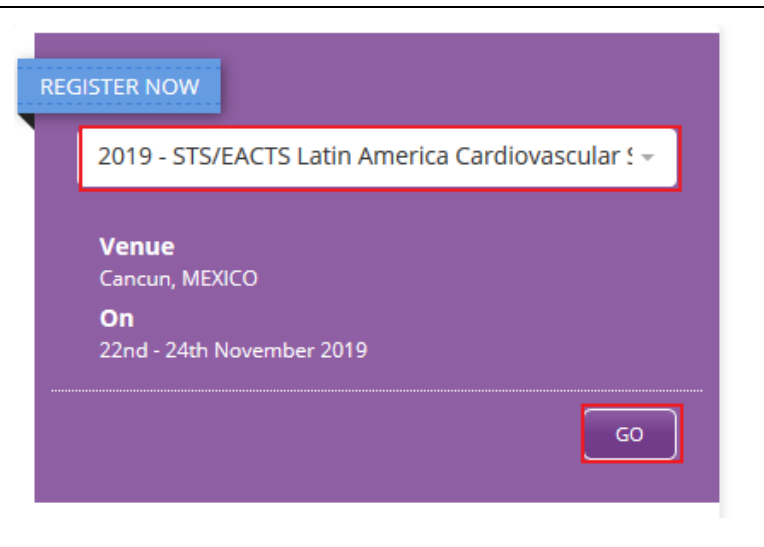 REGISTER NOW
2019 - STS/EACTS Latin America Cardiovascular
Venue
Cancun, MEXICO
On
22nd - 24th November 2019
GO